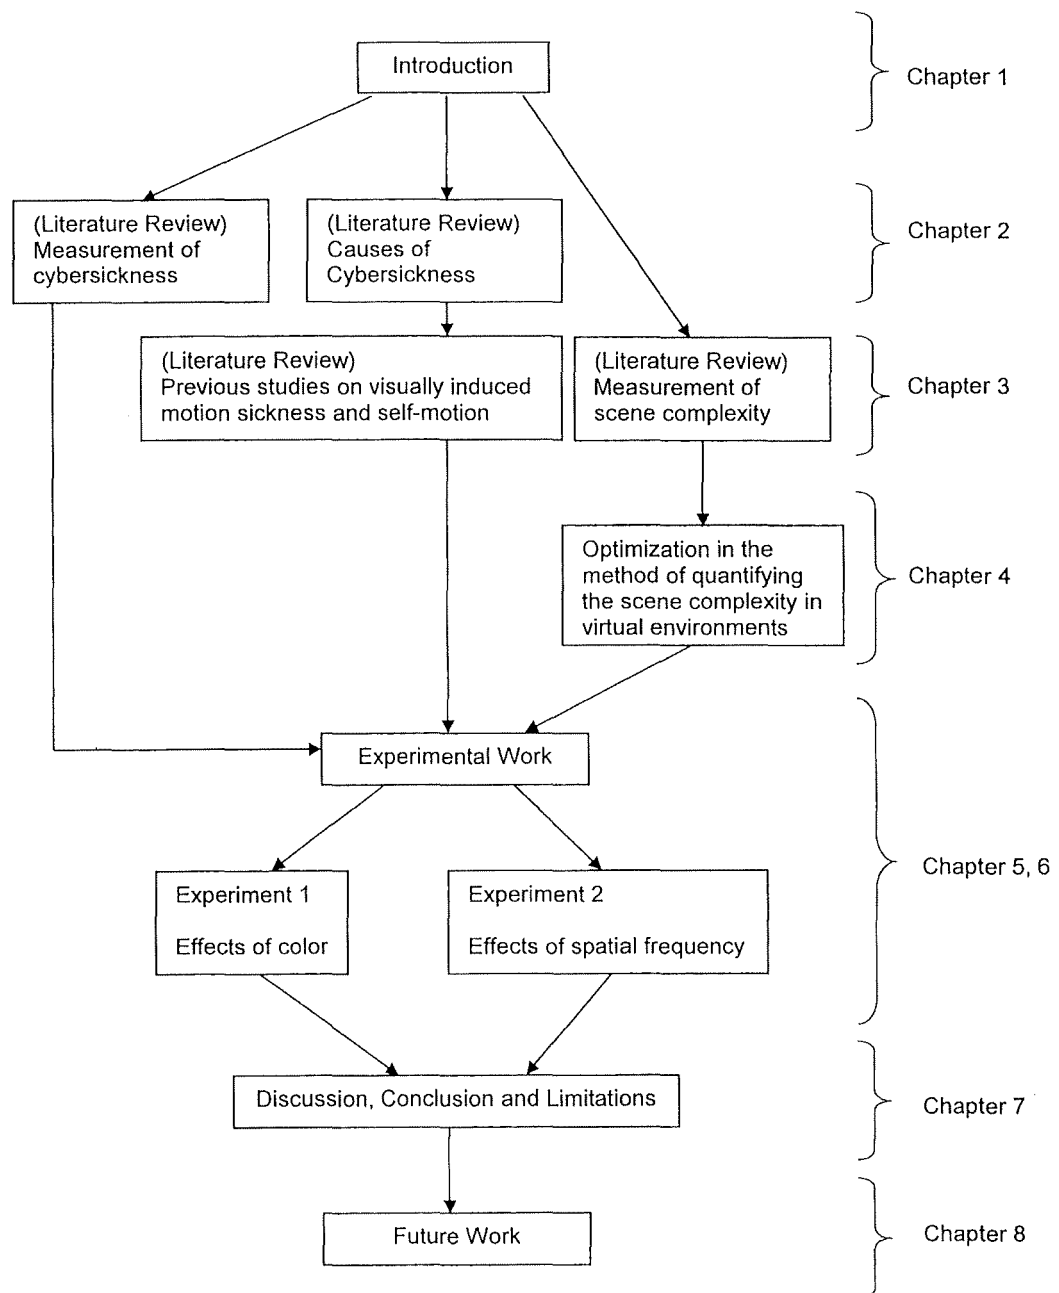 Introduction
Chapter 1
(Literature Review)
Measurement of
cybersickness
(Literature Review)
Causes of
Cybersickness
Chapter 2
(Literature Review)
Previous studies on visually induced
motion sickness and self-motion
(Literature Review)
Measurement of
scene complexity
Chapter 3
Optimization in the
method of quantifying
the scene complexity in
virtual environments
Chapter 4
Experimental Work
Experiment 1
Effects of color
Experiment 2
Effects of spatial frequency
Chapter 5, 6
Discussion, Conclusion and Limitations
Chapter 7
Future Work
Chapter 8